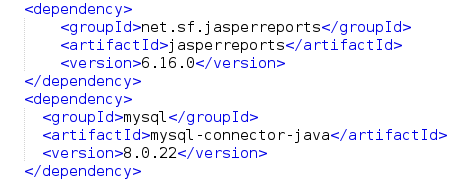 <dependency>
<groupId>net.sf.jasperreports</groupId>
<artifactId>jasperreports</artifactId>
<version>6.16.0</version>
</dependency>
<dependency>
<groupId>mysql</groupId>
<artifactId>mysql-connector-java</artifactId>
<version>8.0.22</version>
</dependency>